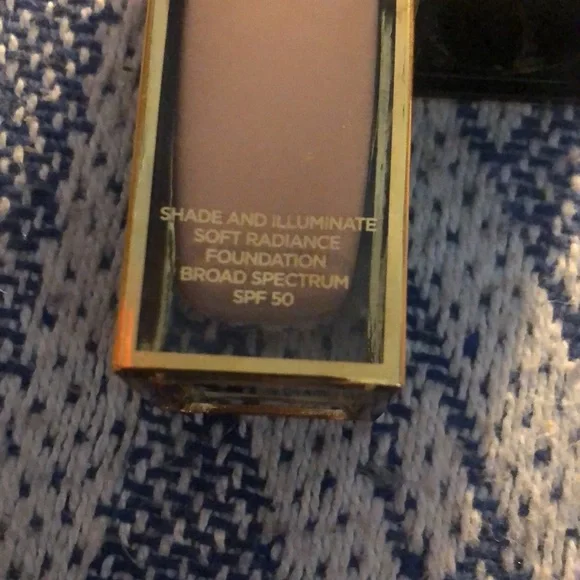 SHADE AND ILLUMINATE
SOFT RADIANCE
FOUNDATION
BROAD SPECTRUM
SPF 50